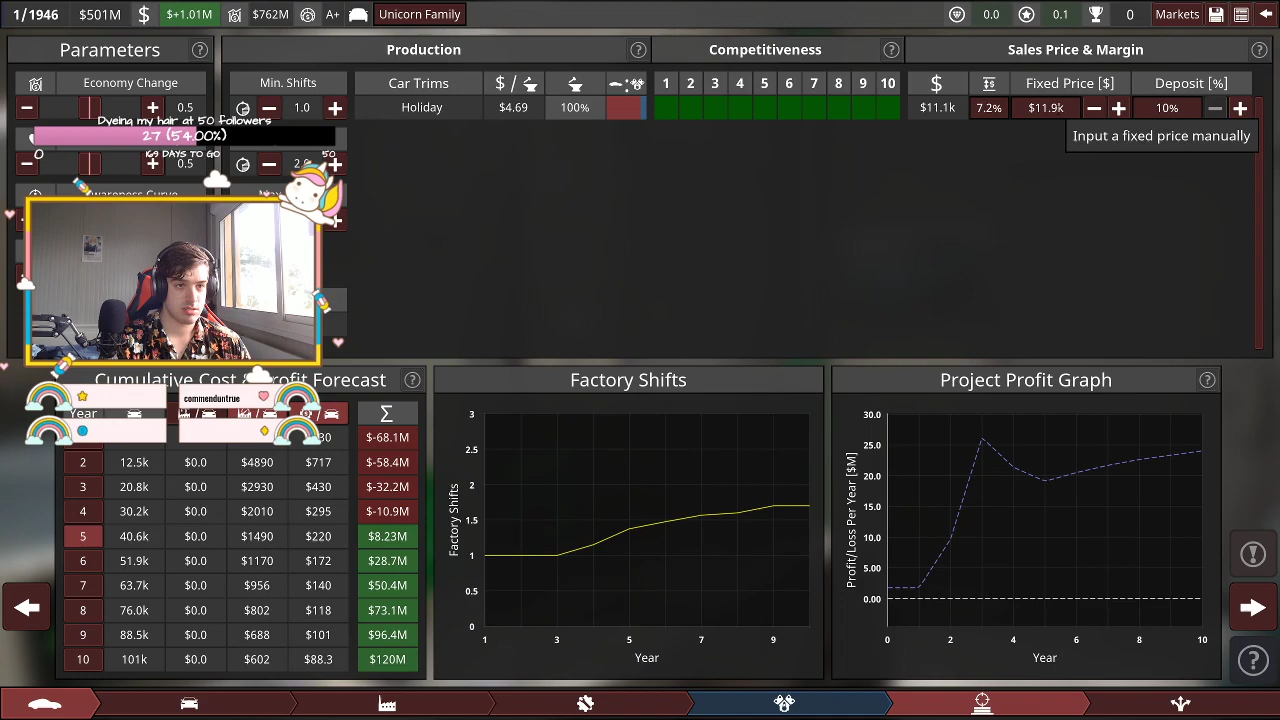 1/1946 $501M $+1.01M $762M A+ Unicorn Family 0.0 0.1 0 Markets
Parameters ? Production ? Competitiveness ? Sales Price & Margin ?
Economy Change Min. Shifts Car Trims $ / 1 2 3 4 5 6 7 8 9 10 $ Fixed Price [$] Deposit [%]
0.5 1.0 Holiday $4.69 100% $11.1k 7.2% $11.9k 10%
Dyeing my hair at 50 followers
27 (54.00%)
Input a fixed price manually
0 169 DAYS TO GO 50
0.5
Cumulative Cost & Profit Forecast ? Factory Shifts Project Profit Graph ?
commenduntrue
Year Σ
$-68.1M
2 12.5k $0.0 $4890 $717 $-58.4M
3 20.8k $0.0 $2930 $430 $-32.2M
4 30.2k $0.0 $2010 $295 $-10.9M
5 40.6k $0.0 $1490 $220 $8.23M
6 51.9k $0.0 $1170 $172 $28.7M
7 63.7k $0.0 $956 $140 $50.4M
8 76.0k $0.0 $802 $118 $73.1M
9 88.5k $0.0 $688 $101 $96.4M
10 101k $0.0 $602 $88.3 $120M
Factory Shifts
3
2.5
2
1.5
1
0.5
0
1 3 5 7 9
Year
Profit/Loss Per Year [$M]
30.0
25.0
20.0
15.0
10.0
5.00
0.00
0 2 4 6 8 10
Year
?